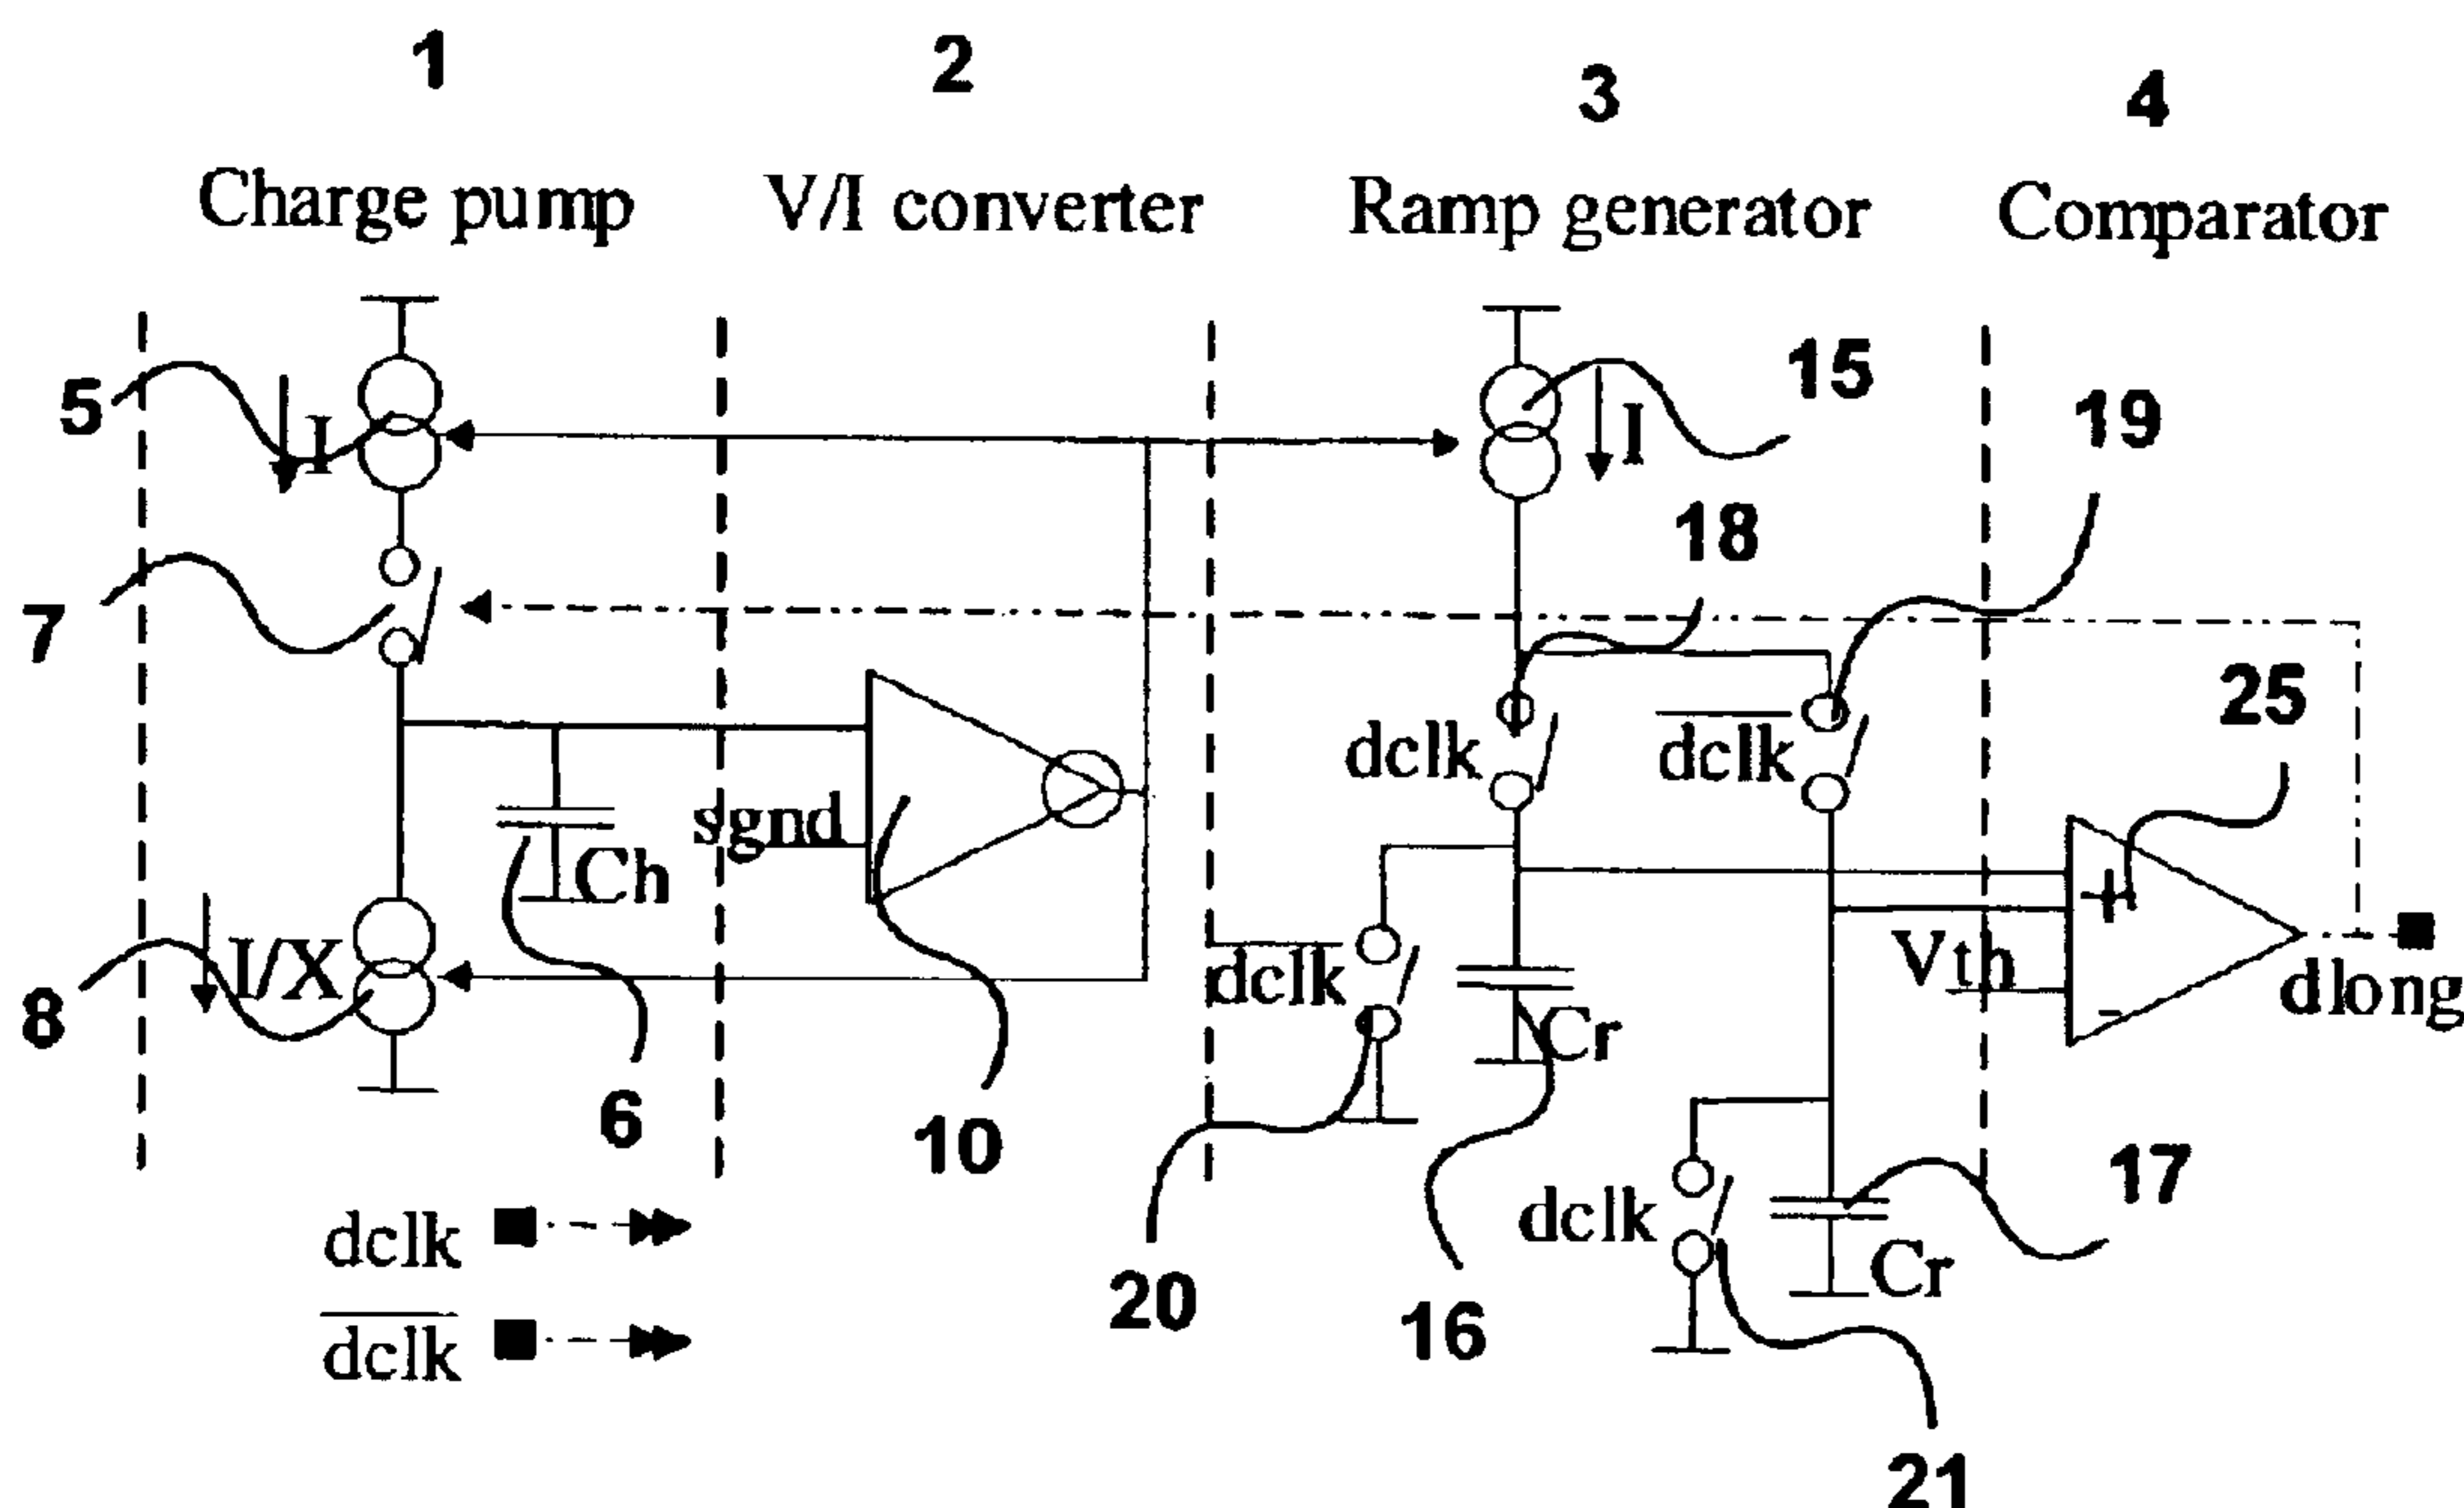 1
2
3
4
Charge pump
V/I converter
Ramp generator
Comparator
5
I
15
I
19
18
7
25
dclk
dclk
sgnd
Ch
I/X
Vth
dclk
dlong
8
Cr
6
10
17
dclk
dclk
Cr
20
16
dclk
21